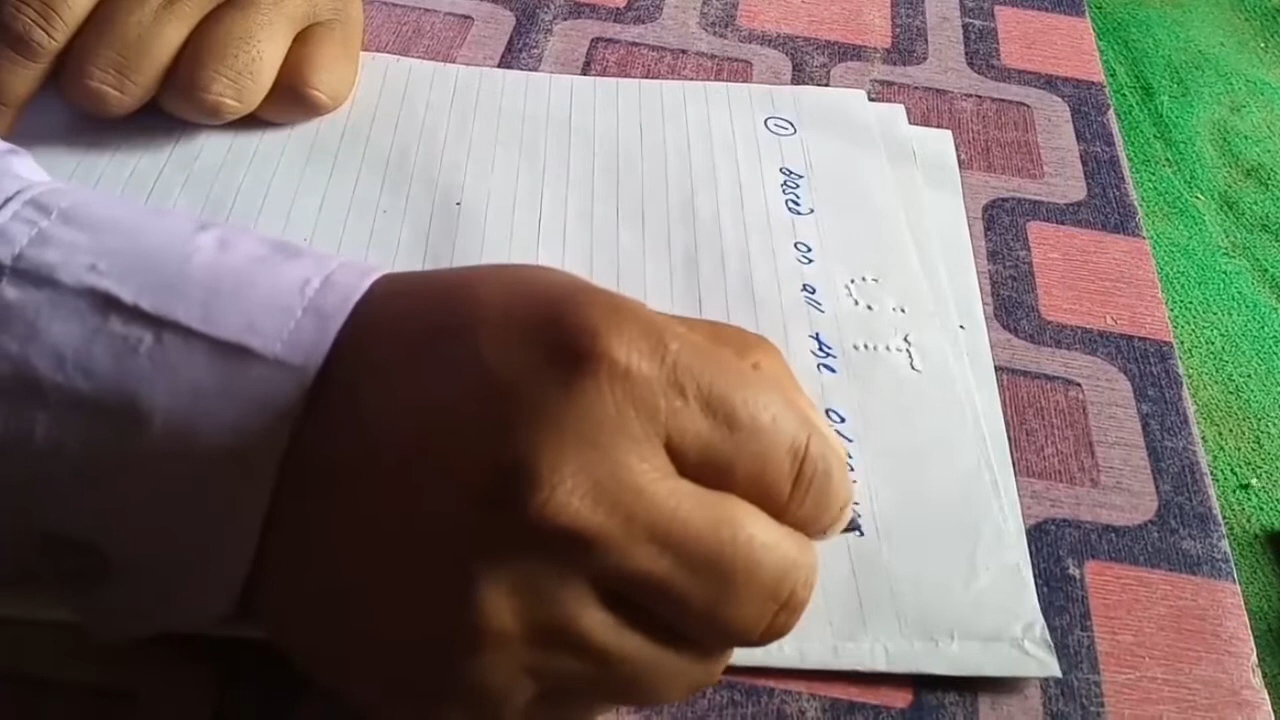 ① based on all the